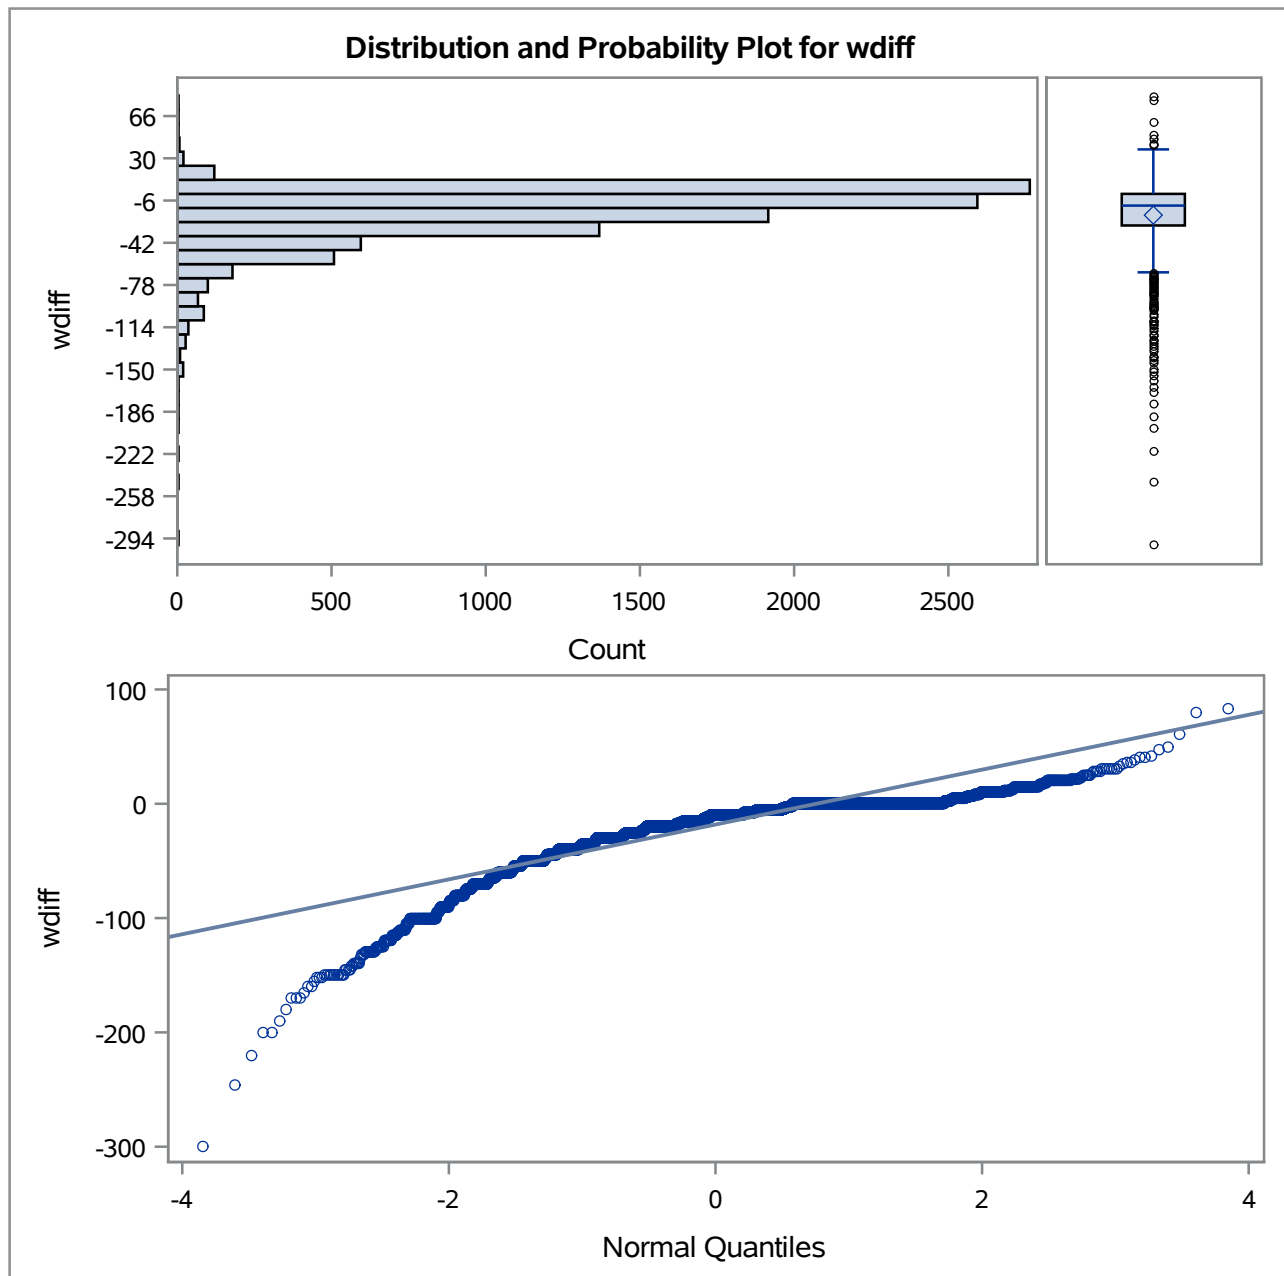 Distribution and Probability Plot for wdiff
66
30
-6
-42
-78
-114
-150
-186
-222
-258
-294
wdiff
0 500 1000 1500 2000 2500
Count
100
0
-100
-200
-300
wdiff
-4 -2 0 2 4
Normal Quantiles